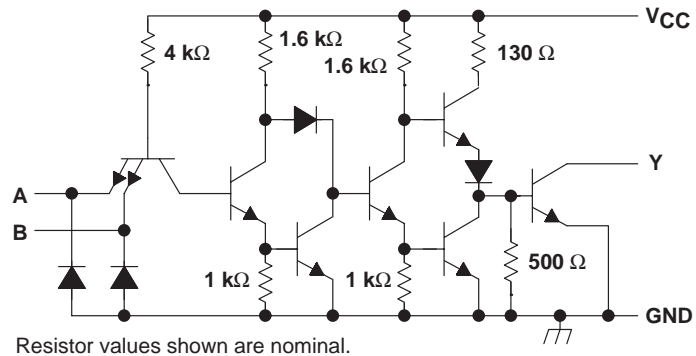 VCC
4 kΩ
1.6 kΩ
1.6 kΩ
130 Ω
Y
A
B
1 kΩ
1 kΩ
500 Ω
GND
Resistor values shown are nominal.